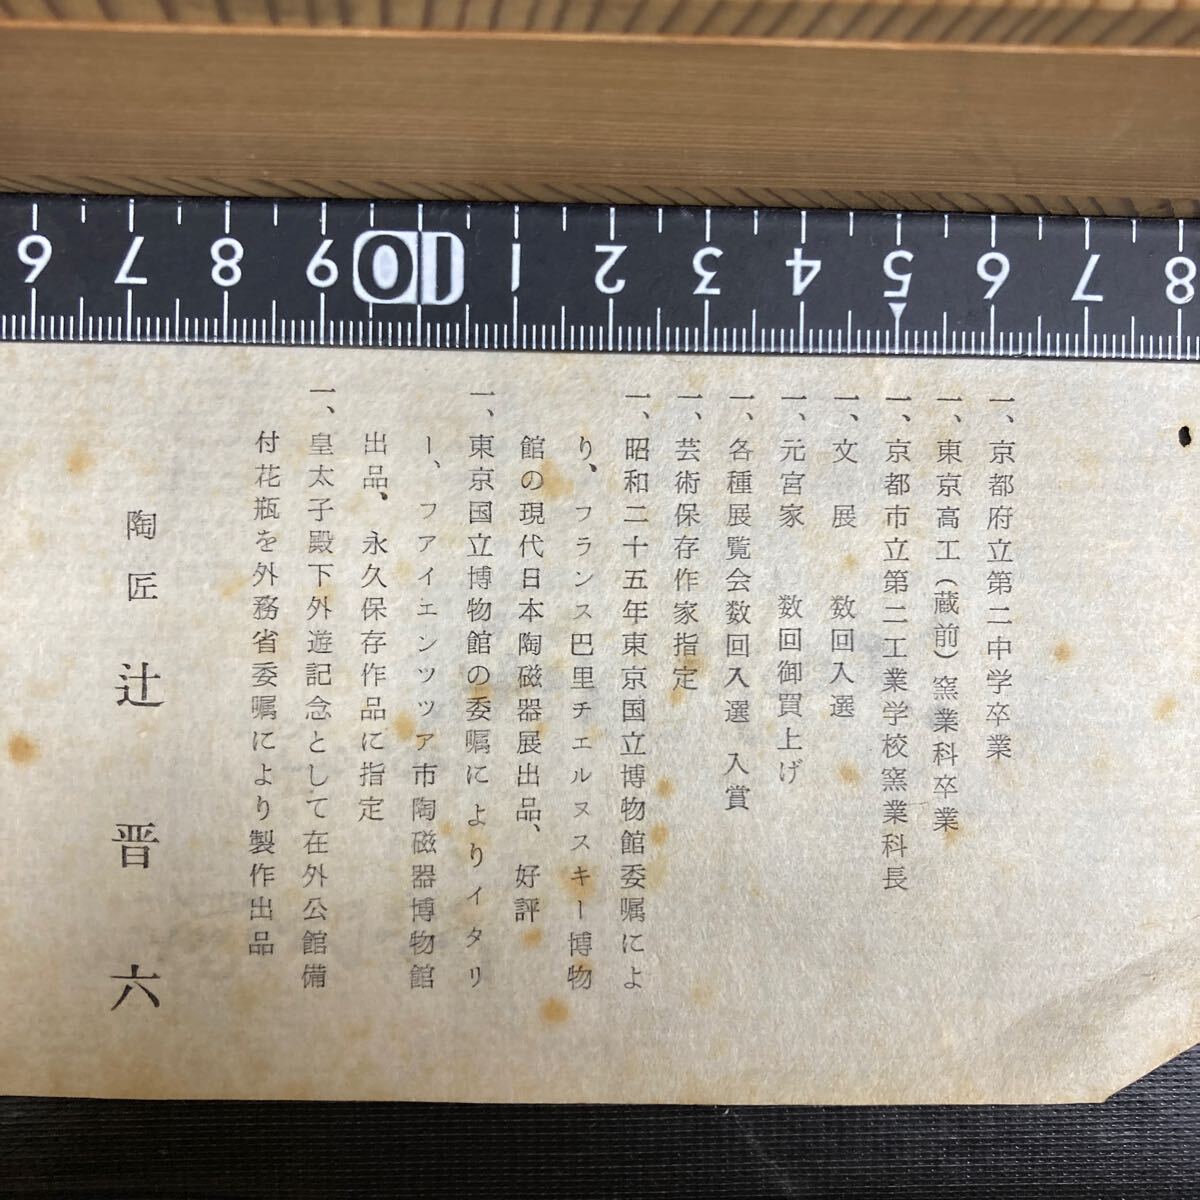 一、京都府立第二中学卒業
一、東京高工(蔵前)窯業科卒業
一、京都市立第二工業学校窯業科長
一、文　展　数回入選
一、元宮家　数回御買上げ
一、各種展覧会数回入選　入賞
一、芸術保存作家指定
一、昭和二十五年東京国立博物館委嘱によ
り、フランス巴里チエルヌスキー博物
館の現代日本陶磁器展出品、好評
一、東京国立博物館の委嘱によりイタリ
ー、フアイエンツツア市陶磁器博物館
出品、永久保存作品に指定
一、皇太子殿下外遊記念として在外公館備
付花瓶を外務省委嘱により製作出品
陶匠　辻　晋　六
6 7 8 9 10 1 2 3 4 5 6 7 8